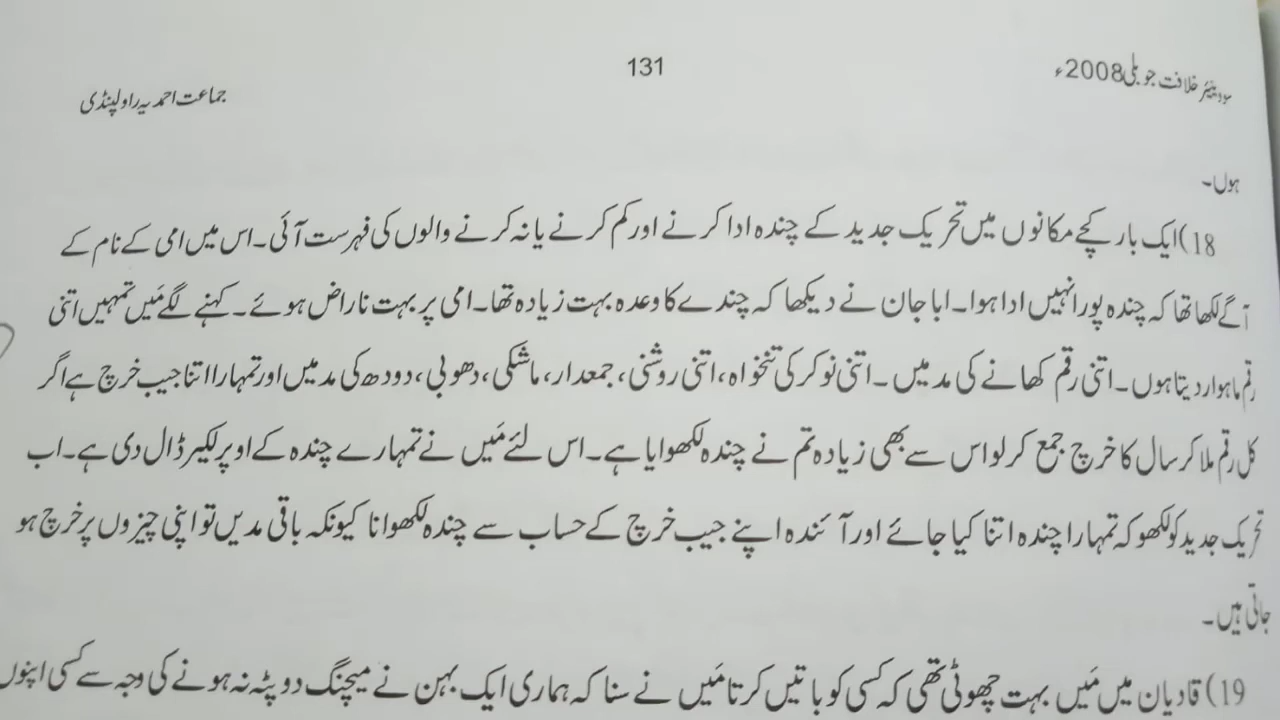 سووینئر خلافت جوبلی 2008ء
131
جماعت احمدیہ راولپنڈی
ہوں۔
18) ایک بار کچے مکانوں میں تحریک جدید کے چندہ ادا کرنے اور کم کرنے یا نہ کرنے والوں کی فہرست آئی۔ اس میں امی کے نام کے
آگے لکھا تھا کہ چندہ پورا نہیں ادا ہوا۔ ابا جان نے دیکھا کہ چندے کا وعدہ بہت زیادہ تھا۔ امی پر بہت ناراض ہوئے۔ کہنے لگے مَیں تمہیں اتنی
رقم ماہوار دیتا ہوں۔ اتنی رقم کھانے کی مد میں۔ اتنی نوکر کی تنخواہ، اتنی روشنی، جمعدار، ماشکی، دھوبی، دودھ کی مد میں اور تمہارا اتنا جیب خرچ ہے اگر
کل رقم ملا کر سال کا خرچ جمع کر لو اس سے بھی زیادہ تم نے چندہ لکھوایا ہے۔ اس لئے مَیں نے تمہارے چندہ کے اوپر لکیر ڈال دی ہے۔ اب
تحریک جدید کو لکھو کہ تمہارا چندہ اتنا کیا جائے اور آئندہ اپنے جیب خرچ کے حساب سے چندہ لکھوانا کیونکہ باقی مدیں تو اپنی چیزوں پر خرچ ہو
جاتی ہیں۔
19) قادیان میں مَیں بہت چھوٹی تھی کہ کسی کو باتیں کرتا مَیں نے سنا کہ ہماری ایک بہن نے میچنگ دوپٹہ نہ ہونے کی وجہ سے کسی اپنوں